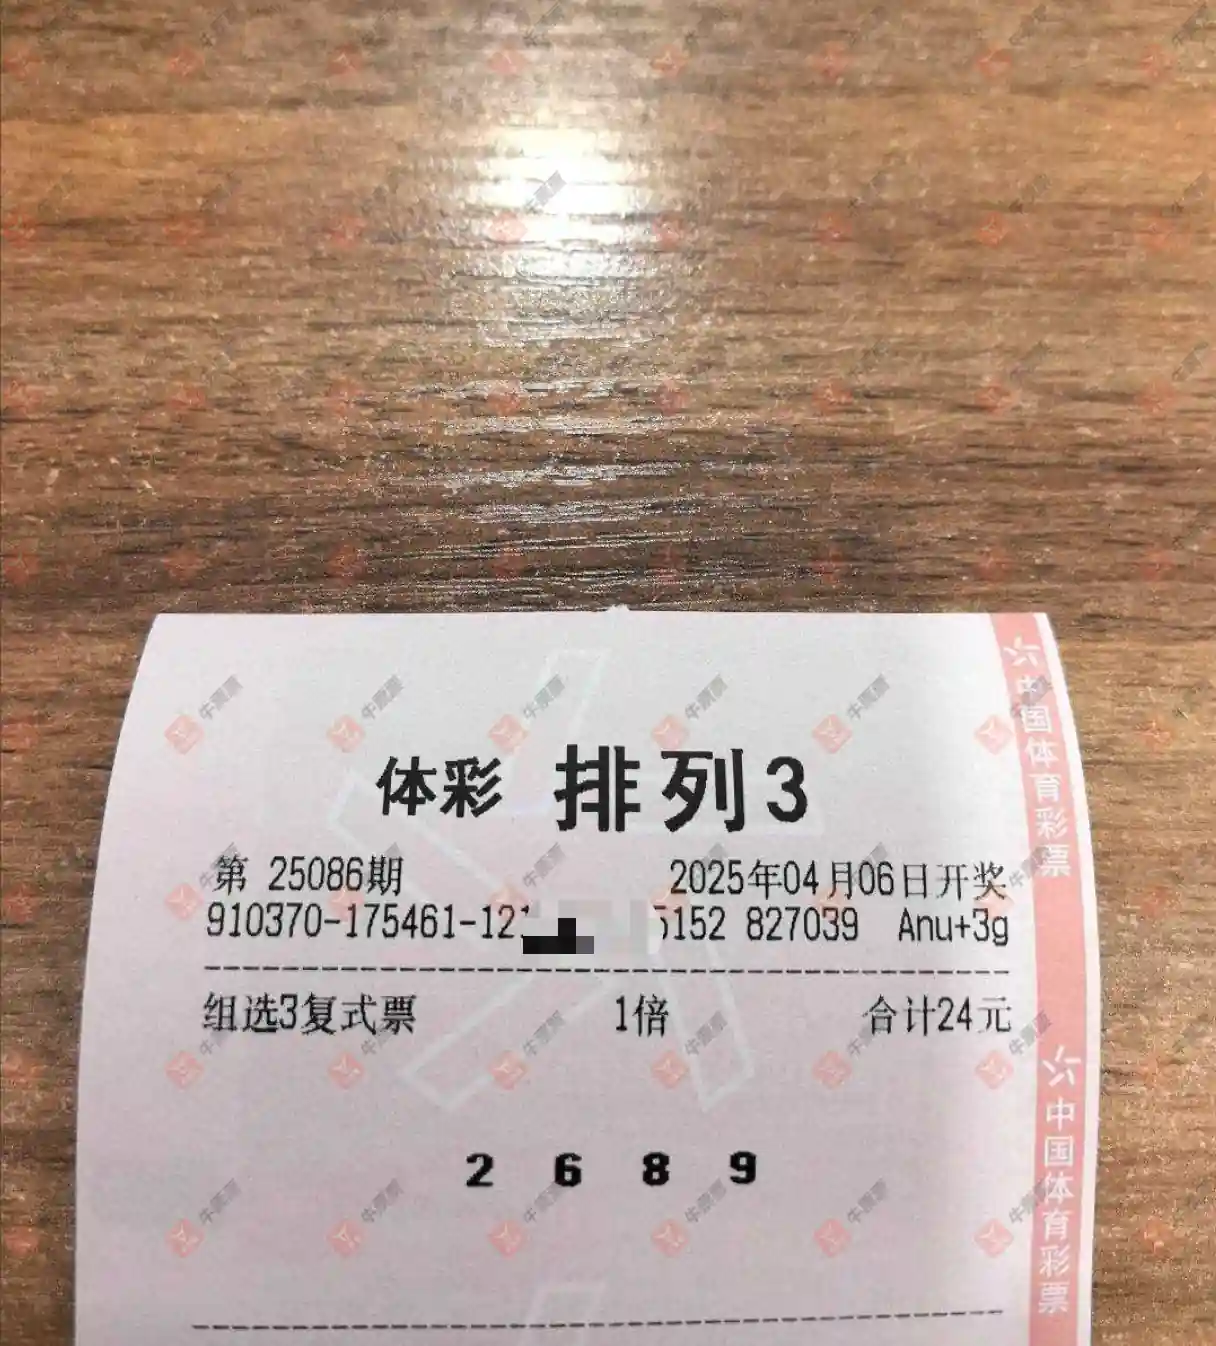 体彩 排列3
第 25086期 2025年04月06日开奖
910370-175461-121 5152 827039 Anu+3g
组选3复式票 1倍 合计24元
2 6 8 9
中国体育彩票
中国体育彩票